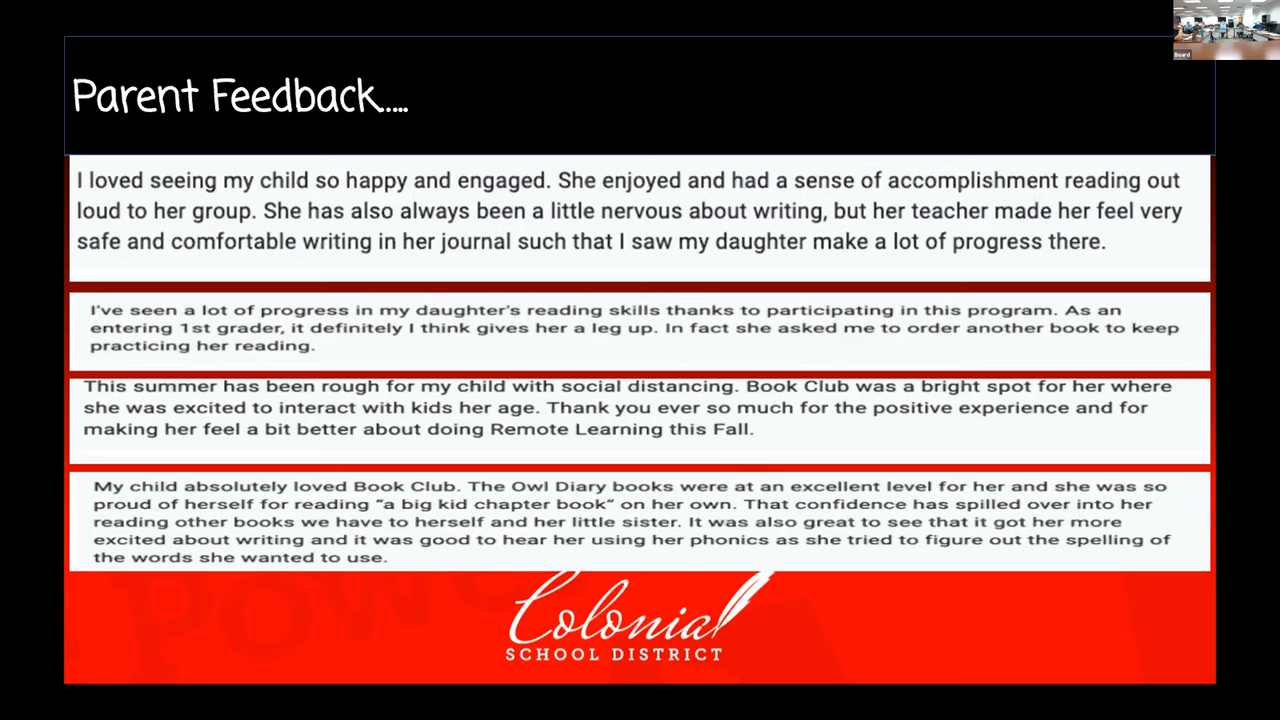 Board
Parent Feedback.....
I loved seeing my child so happy and engaged. She enjoyed and had a sense of accomplishment reading out
loud to her group. She has also always been a little nervous about writing, but her teacher made her feel very
safe and comfortable writing in her journal such that I saw my daughter make a lot of progress there.
I've seen a lot of progress in my daughter's reading skills thanks to participating in this program. As an
entering 1st grader, it definitely I think gives her a leg up. In fact she asked me to order another book to keep
practicing her reading.
This summer has been rough for my child with social distancing. Book Club was a bright spot for her where
she was excited to interact with kids her age. Thank you ever so much for the positive experience and for
making her feel a bit better about doing Remote Learning this Fall.
My child absolutely loved Book Club. The Owl Diary books were at an excellent level for her and she was so
proud of herself for reading “a big kid chapter book” on her own. That confidence has spilled over into her
reading other books we have to herself and her little sister. It was also great to see that it got her more
excited about writing and it was good to hear her using her phonics as she tried to figure out the spelling of
the words she wanted to use.
Colonial
SCHOOL DISTRICT